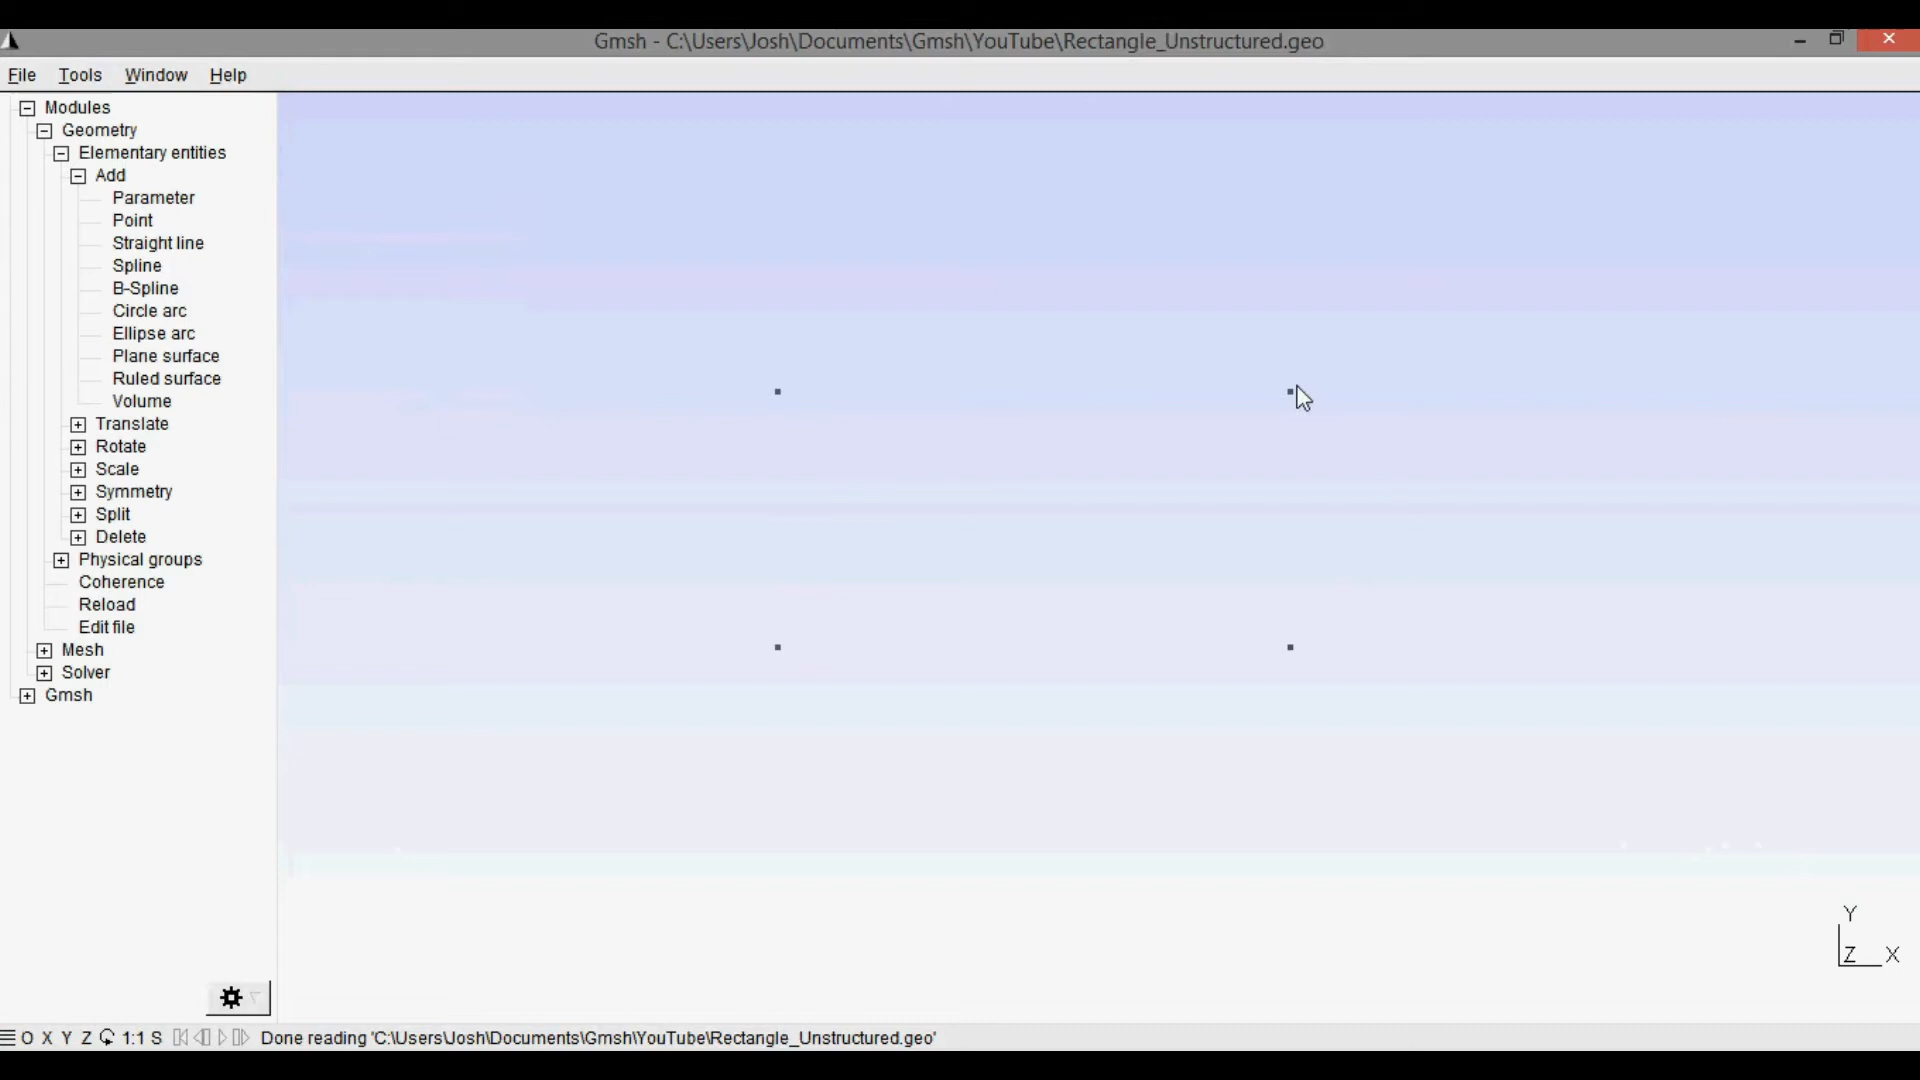 Gmsh - C:\Users\Josh\Documents\Gmsh\YouTube\Rectangle_Unstructured.geo
File Tools Window Help
Modules
Geometry
Elementary entities
Add
Parameter
Point
Straight line
Spline
B-Spline
Circle arc
Ellipse arc
Plane surface
Ruled surface
Volume
Translate
Rotate
Scale
Symmetry
Split
Delete
Physical groups
Coherence
Reload
Edit file
Mesh
Solver
Gmsh
Y
Z X
O X Y Z 1:1 S Done reading 'C:\Users\Josh\Documents\Gmsh\YouTube\Rectangle_Unstructured.geo'